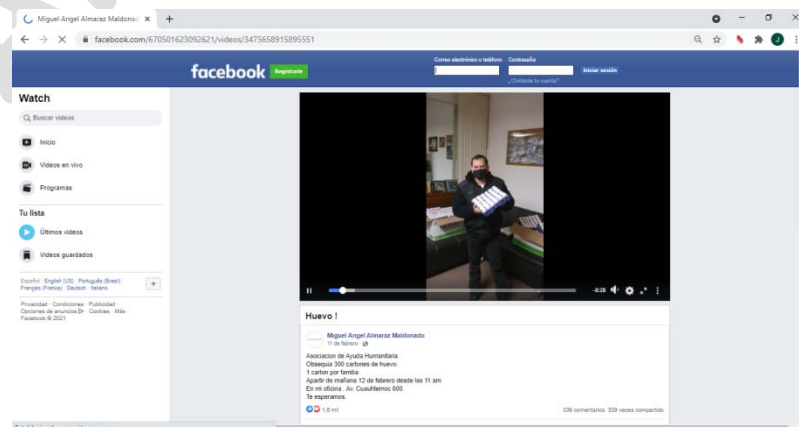 Miguel Angel Almaraz Maldona
facebook.com/670501623092621/videos/3475658915895551
facebook
Registrarte
Correo electrónico o teléfono Contraseña
Iniciar sesión
¿Olvidaste tu cuenta?
Watch
Buscar videos
Inicio
Videos en vivo
Programas
Tu lista
Últimos videos
Videos guardados
Español · English (US) · Português (Brasil) ·
Français (France) · Deutsch · Italiano
Privacidad · Condiciones · Publicidad ·
Opciones de anuncios · Cookies · Más ·
Facebook © 2021
-0:28
Huevo !
Miguel Angel Almaraz Maldonado
11 de febrero ·
Asociación de Ayuda Humanitaria.
Obsequia 300 cartones de huevo.
1 carton por familia.
Apartir de mañana 12 de febrero desde las 11 am
En mi oficina . Av. Cuauhtemoc 600.
Te esperamos.
1.6 mil
339 comentarios 329 veces compartido